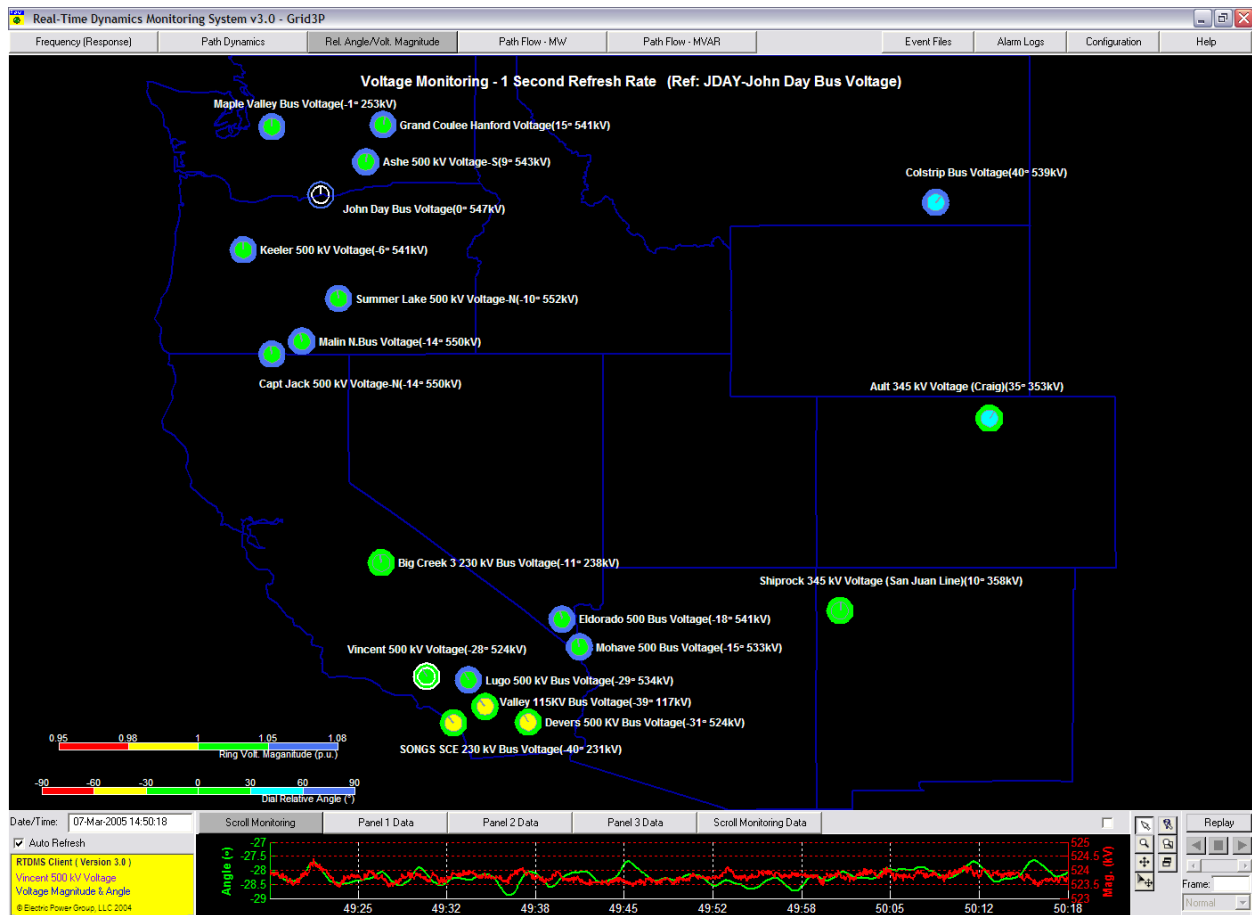 Real-Time Dynamics Monitoring System v3.0 - Grid3P
Frequency (Response)
Path Dynamics
Rel. Angle/Volt. Magnitude
Path Flow - MW
Path Flow - MVAR
Event Files
Alarm Logs
Configuration
Help
Voltage Monitoring - 1 Second Refresh Rate (Ref: JDAY-John Day Bus Voltage)
Maple Valley Bus Voltage(-1° 253kV)
Grand Coulee Hanford Voltage(15° 541kV)
Ashe 500 kV Voltage-S(9° 543kV)
Colstrip Bus Voltage(40° 539kV)
John Day Bus Voltage(0° 547kV)
Keeler 500 kV Voltage(-6° 541kV)
Summer Lake 500 kV Voltage-N(-10° 552kV)
Malin N.Bus Voltage(-14° 550kV)
Capt Jack 500 kV Voltage-N(-14° 550kV)
Ault 345 kV Voltage (Craig)(35° 353kV)
Big Creek 3 230 kV Bus Voltage(-11° 238kV)
Shiprock 345 kV Voltage (San Juan Line)(10° 358kV)
Eldorado 500 Bus Voltage(-18° 541kV)
Mohave 500 Bus Voltage(-15° 533kV)
Vincent 500 kV Voltage(-28° 524kV)
Lugo 500 kV Bus Voltage(-29° 534kV)
Valley 115KV Bus Voltage(-39° 117kV)
Devers 500 KV Bus Voltage(-31° 524kV)
SONGS SCE 230 kV Bus Voltage(-40° 231kV)
0.95 0.98 1 1.05 1.08
Ring Volt. Maganitude (p.u.)
-90 -60 -30 0 30 60 90
Dial Relative Angle (°)
Date/Time: 07-Mar-2005 14:50:18
Auto Refresh
RTDMS Client ( Version 3.0 )
Vincent 500 kV Voltage
Voltage Magnitude & Angle
© Electric Power Group, LLC 2004
Scroll Monitoring
Panel 1 Data
Panel 2 Data
Panel 3 Data
Scroll Monitoring Data
Angle (°)
-27
-27.5
-28
-28.5
-29
525
524.5
524
523.5
523
Mag. (kV)
49:25 49:32 49:38 49:45 49:52 49:58 50:05 50:12 50:18
Replay
Frame:
Normal